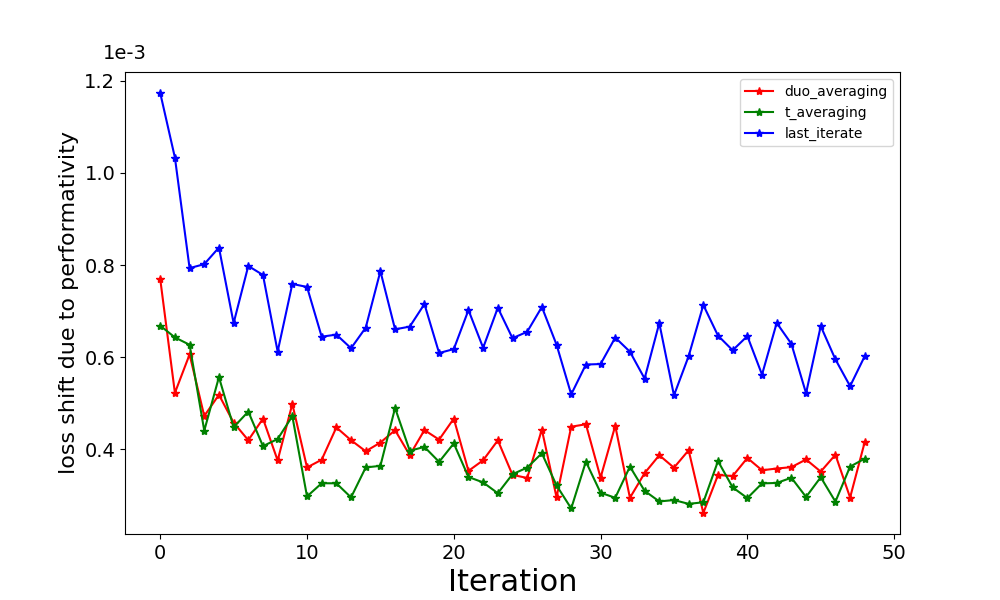 1e-3
1.2
1.0
0.8
0.6
0.4
loss shift due to performativity
duo_averaging
t_averaging
last_iterate
0 10 20 30 40 50
Iteration